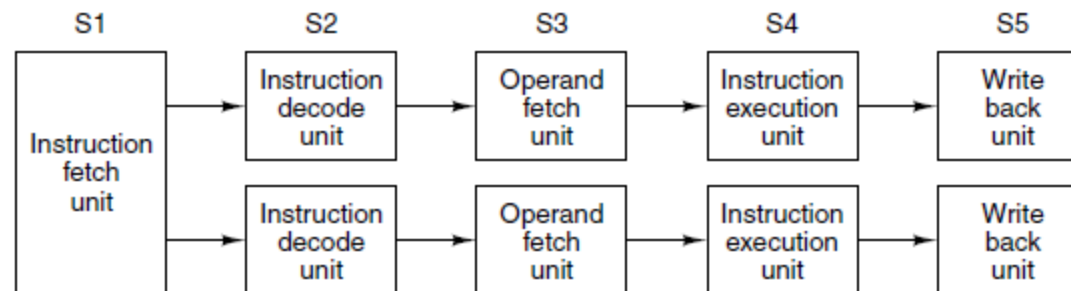 S1
S2
S3
S4
S5
Instruction
fetch
unit
Instruction
decode
unit
Operand
fetch
unit
Instruction
execution
unit
Write
back
unit
Instruction
decode
unit
Operand
fetch
unit
Instruction
execution
unit
Write
back
unit